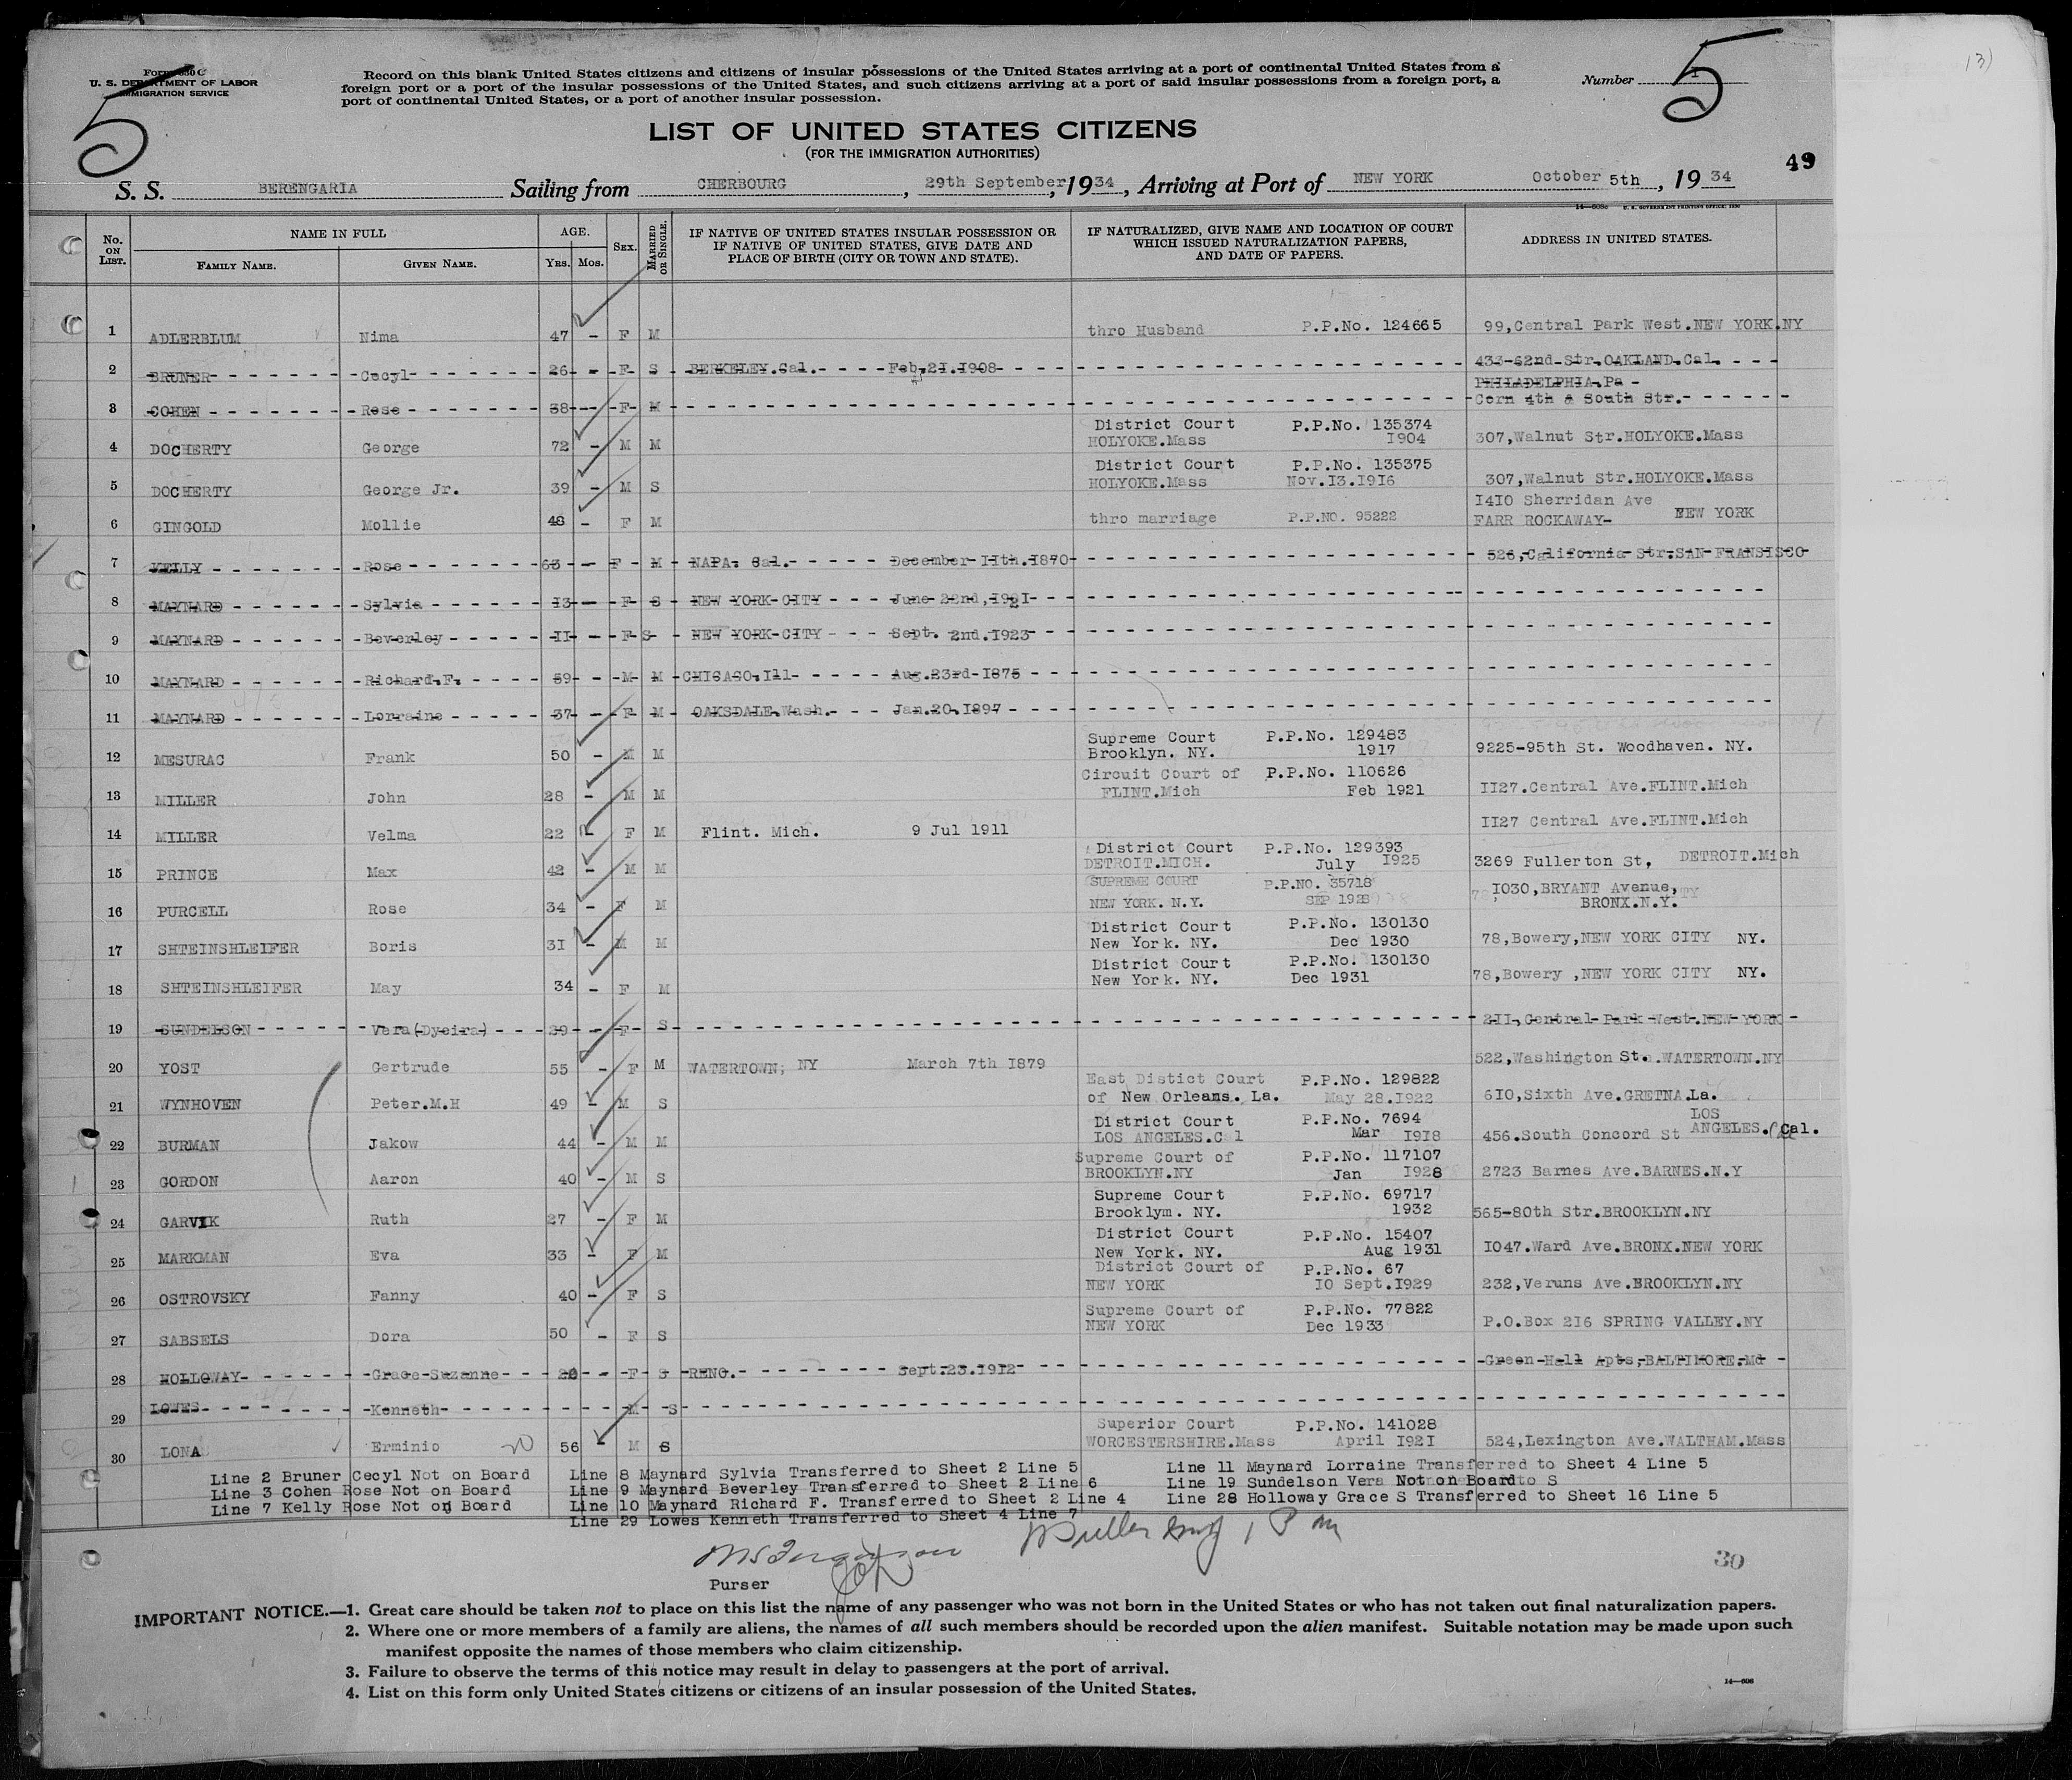 Form 630 C
U. S. DEPARTMENT OF LABOR
IMMIGRATION SERVICE
5
Record on this blank United States citizens and citizens of insular possessions of the United States arriving at a port of continental United States from a
foreign port or a port of the insular possessions of the United States, and such citizens arriving at a port of said insular possessions from a foreign port, a
port of continental United States, or a port of another insular possession.
Number 1
5
(3)
LIST OF UNITED STATES CITIZENS
(FOR THE IMMIGRATION AUTHORITIES)
49
S. S. BERENGARIA Sailing from CHERBOURG, 29th September, 1934, Arriving at Port of NEW YORK October 5th, 1934
No. ON LIST. NAME IN FULL FAMILY NAME. GIVEN NAME. AGE. YRS. MOS. SEX. MARRIED OR SINGLE. IF NATIVE OF UNITED STATES INSULAR POSSESSION OR IF NATIVE OF UNITED STATES, GIVE DATE AND PLACE OF BIRTH (CITY OR TOWN AND STATE). IF NATURALIZED, GIVE NAME AND LOCATION OF COURT WHICH ISSUED NATURALIZATION PAPERS, AND DATE OF PAPERS. ADDRESS IN UNITED STATES.
1 ADLERBLUM Nima 47 - F M thro Husband P.P.No. 124665 99,Central Park West.NEW YORK.NY
2 BRUNER Cecyl 26 - F S BERKELEY.Cal. Feb,21.1908 433-62nd Str.OAKLAND.Cal.
3 COHEN Rose 38 - F M PHILADELPHIA.Pa - Corn 4th & South Str.
4 DOCHERTY George 72 - M M District Court HOLYOKE.Mass P.P.No. 135374 1904 307,Walnut Str.HOLYOKE.Mass
5 DOCHERTY George Jr. 39 - M S District Court HOLYOKE.Mass P.P.No. 135375 Nov.13.1916 307,Walnut Str.HOLYOKE.Mass
6 GINGOLD Mollie 48 - F M thro marriage P.P.NO. 95222 1410 Sherridan Ave FARR ROCKAWAY- NEW YORK
7 KELLY Rose 63 - F M NAPA. Cal. December 11th.1870 526,California Str.SAN FRANSISCO
8 MAYNARD Sylvia 13 - F S NEW YORK CITY June 22nd,1921
9 MAYNARD Beverley 11 - F S NEW YORK CITY Sept. 2nd.1923
10 MAYNARD Richard.F. 59 - M M CHICAGO.Ill Aug.23rd 1875
11 MAYNARD Lorraine 37 - F M OAKSDALE.Wash. Jan.20.1897
12 MESURAC Frank 50 - M M Supreme Court Brooklyn. NY. P.P.No. 129483 1917 9225-95th St. Woodhaven. NY.
13 MILLER John 28 - M M Circuit Court of FLINT.Mich P.P.No. 110626 Feb 1921 1127.Central Ave.FLINT.Mich
14 MILLER Velma 22 - F M Flint. Mich. 9 Jul 1911 1127 Central Ave.FLINT.Mich
15 PRINCE Max 42 - M M District Court DETROIT.MICH. P.P.No. 129393 July 1925 3269 Fullerton St, DETROIT.Mich
16 PURCELL Rose 34 - F M SUPREME COURT NEW YORK. N.Y. P.P.NO. 35718 SEP 1928 1030,BRYANT Avenue, BRONX.N.Y.
17 SHTEINSHLEIFER Boris 31 - M M District Court New York. NY. P.P.No. 130130 Dec 1930 78,Bowery,NEW YORK CITY NY.
18 SHTEINSHLEIFER May 34 - F M District Court New York. NY. P.P.No. 130130 Dec 1931 78,Bowery ,NEW YORK CITY NY.
19 SUNDELSON Vera(Dyeira) 29 - F S 211,Central Park West.NEW YORK
20 YOST Gertrude 55 - F M WATERTOWN, NY March 7th 1879 522,Washington St..WATERTOWN.NY
21 WYNHOVEN Peter.M.H 49 - M S East Distict Court of New Orleans. La. P.P.No. 129822 May 28.1922 610,Sixth Ave.GRETNA.La.
22 BURMAN Jakow 44 - M M District Court LOS ANGELES.C l P.P.No. 7694 Mar 1918 456.South Concord St LOS ANGELES.Cal.
23 GORDON Aaron 40 - M S Supreme Court of BROOKLYN.NY P.P.No. 117107 Jan 1928 2723 Barnes Ave.BARNES.N.Y
24 GARVIK Ruth 27 - F M Supreme Court Brooklym. NY. P.P.No. 69717 1932 565-80th Str.BROOKLYN.NY
25 MARKMAN Eva 33 - F M District Court New York. NY. P.P.No. 15407 Aug 1931 1047.Ward Ave.BRONX.NEW YORK
26 OSTROVSKY Fanny 40 - F S District Court of NEW YORK P.P.No. 67 10 Sept.1929 232,Veruns Ave.BROOKLYN.NY
27 SABSELS Dora 50 - F S Supreme Court of NEW YORK P.P.No. 77822 Dec 1933 P.O.Box 216 SPRING VALLEY.NY
28 HOLLOWAY Grace Suzanne - F S RENO. Sept.23.1912 Green Hall Apts,BALTIMORE.Md
29 LOWES Kenneth M S
30 LONA Erminio 56 - M S Superior Court WORCESTERSHIRE.Mass P.P.No. 141028 April 1921 524,Lexington Ave.WALTHAM.Mass
Line 2 Bruner Cecyl Not on Board
Line 3 Cohen Rose Not on Board
Line 7 Kelly Rose Not on Board
Line 8 Maynard Sylvia Transferred to Sheet 2 Line 5
Line 9 Maynard Beverley Transferred to Sheet 2 Line 6
Line 10 Maynard Richard F. Transferred to Sheet 2 Line 4
Line 29 Lowes Kenneth Transferred to Sheet 4 Line 7
Line 11 Maynard Lorraine Transferred to Sheet 4 Line 5
Line 19 Sundelson Vera Not on Board
Line 28 Holloway Grace S Transferred to Sheet 16 Line 5
Purser
30
IMPORTANT NOTICE.—1. Great care should be taken not to place on this list the name of any passenger who was not born in the United States or who has not taken out final naturalization papers.
2. Where one or more members of a family are aliens, the names of all such members should be recorded upon the alien manifest. Suitable notation may be made upon such
manifest opposite the names of those members who claim citizenship.
3. Failure to observe the terms of this notice may result in delay to passengers at the port of arrival.
4. List on this form only United States citizens or citizens of an insular possession of the United States.